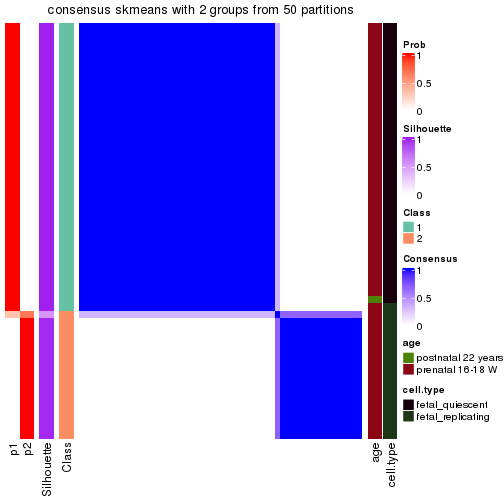 consensus skmeans with 2 groups from 50 partitions
Prob
1
0.5
0
Silhouette
1
0.5
0
Class
1
2
Consensus
1
0.5
0
age
postnatal 22 years
prenatal 16-18 W
cell.type
fetal_quiescent
fetal_replicating
p1
p2
Silhouette
Class
age
cell.type